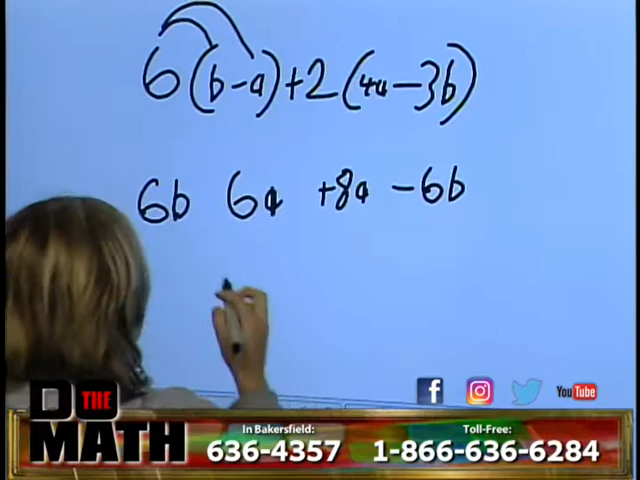 6(b-a)+2(4a-3b)
6b 6a +8a -6b
DO THE MATH
In Bakersfield: Toll-Free:
636-4357 1-866-636-6284
f YouTube